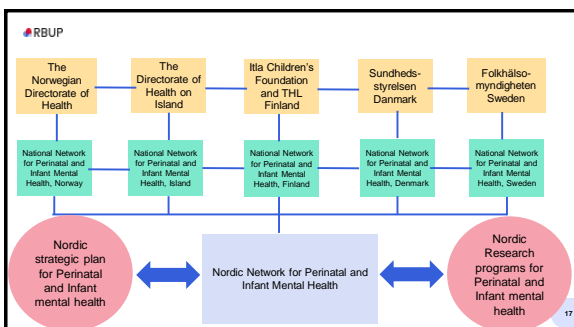 RBUP
The
Norwegian
Directorate of
Health
The
Directorate of
Health on
Island
Itla Children's
Foundation
and THL
Finland
Sundheds-
styrelsen
Danmark
Folkhälso-
myndigheten
Sweden
National Network
for Perinatal and
Infant Mental
Health, Norway
National Network
for Perinatal and
Infant Mental
Health, Island
National Network
for Perinatal and
Infant Mental
Health, Finland
National Network
for Perinatal and
Infant Mental
Health, Denmark
National Network
for Perinatal and
Infant Mental
Health, Sweden
Nordic
strategic plan
for Perinatal
and Infant
mental health
Nordic Network for Perinatal and
Infant Mental Health
Nordic
Research
programs for
Perinatal and
Infant mental
health
17